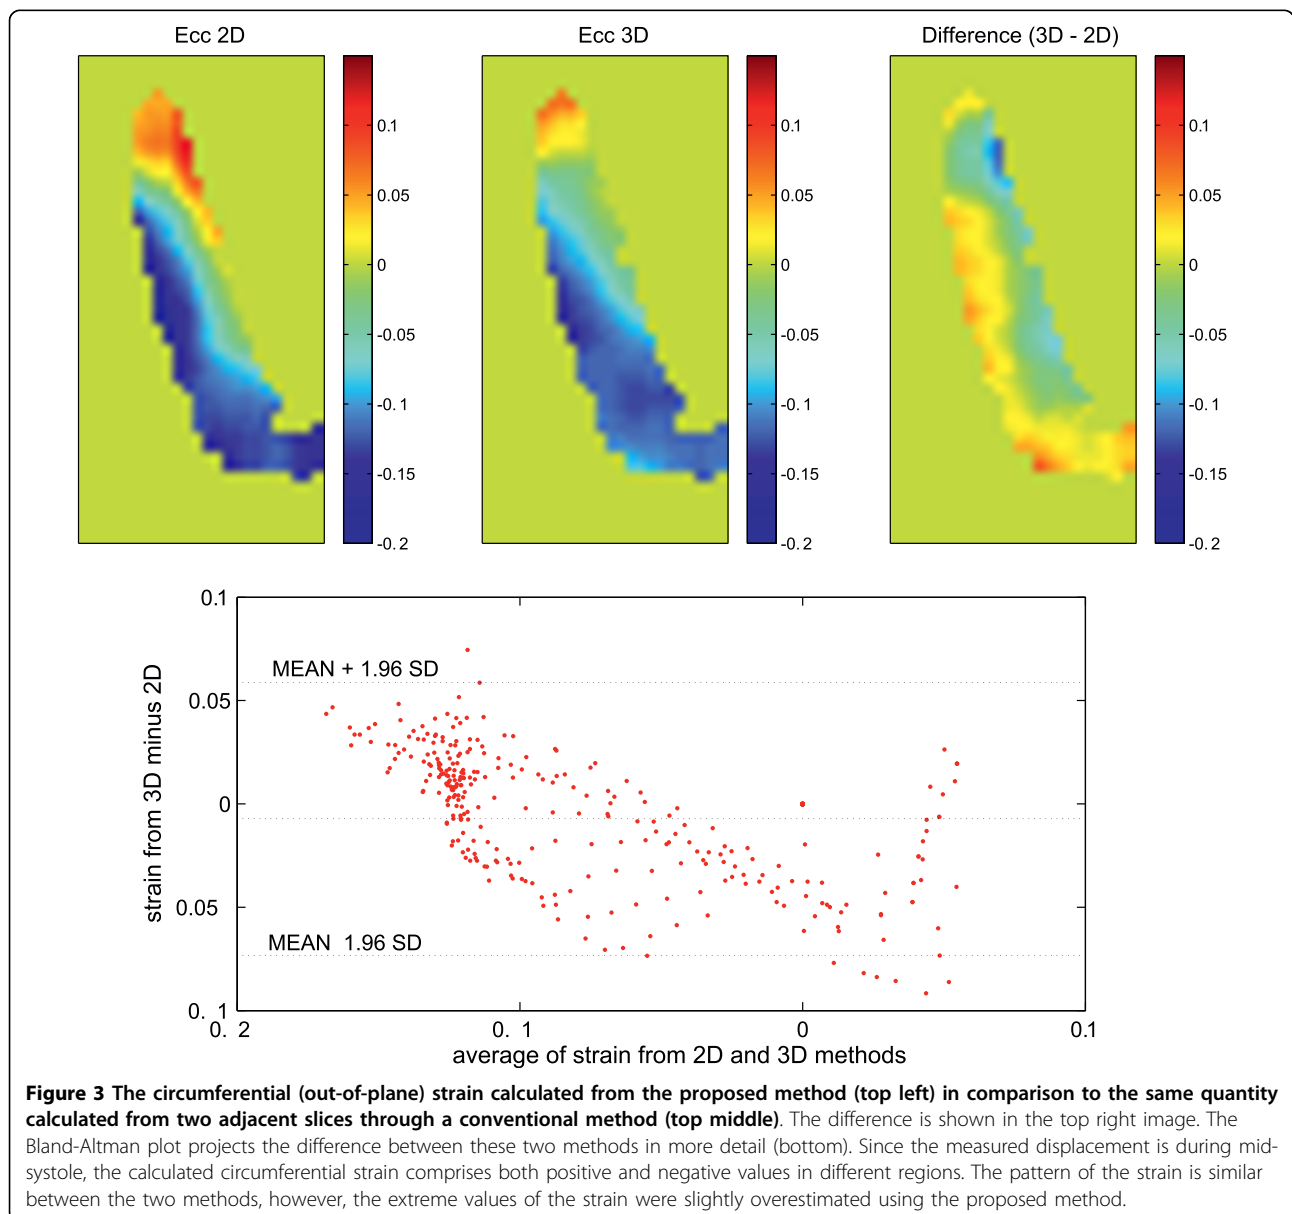 Ecc 2D
Ecc 3D
Difference (3D - 2D)
0.1
0.05
0
-0.05
-0.1
-0.15
-0.2
0.1
0.05
0
-0.05
-0.1
-0.15
-0.2
0.1
0.05
0
-0.05
-0.1
-0.15
-0.2
0.1
0.05
0
0.05
0. 1
strain from 3D minus 2D
MEAN + 1.96 SD
MEAN 1.96 SD
0. 2
0. 1
0
0.1
average of strain from 2D and 3D methods
Figure 3 The circumferential (out-of-plane) strain calculated from the proposed method (top left) in comparison to the same quantity
calculated from two adjacent slices through a conventional method (top middle). The difference is shown in the top right image. The
Bland-Altman plot projects the difference between these two methods in more detail (bottom). Since the measured displacement is during mid-
systole, the calculated circumferential strain comprises both positive and negative values in different regions. The pattern of the strain is similar
between the two methods, however, the extreme values of the strain were slightly overestimated using the proposed method.